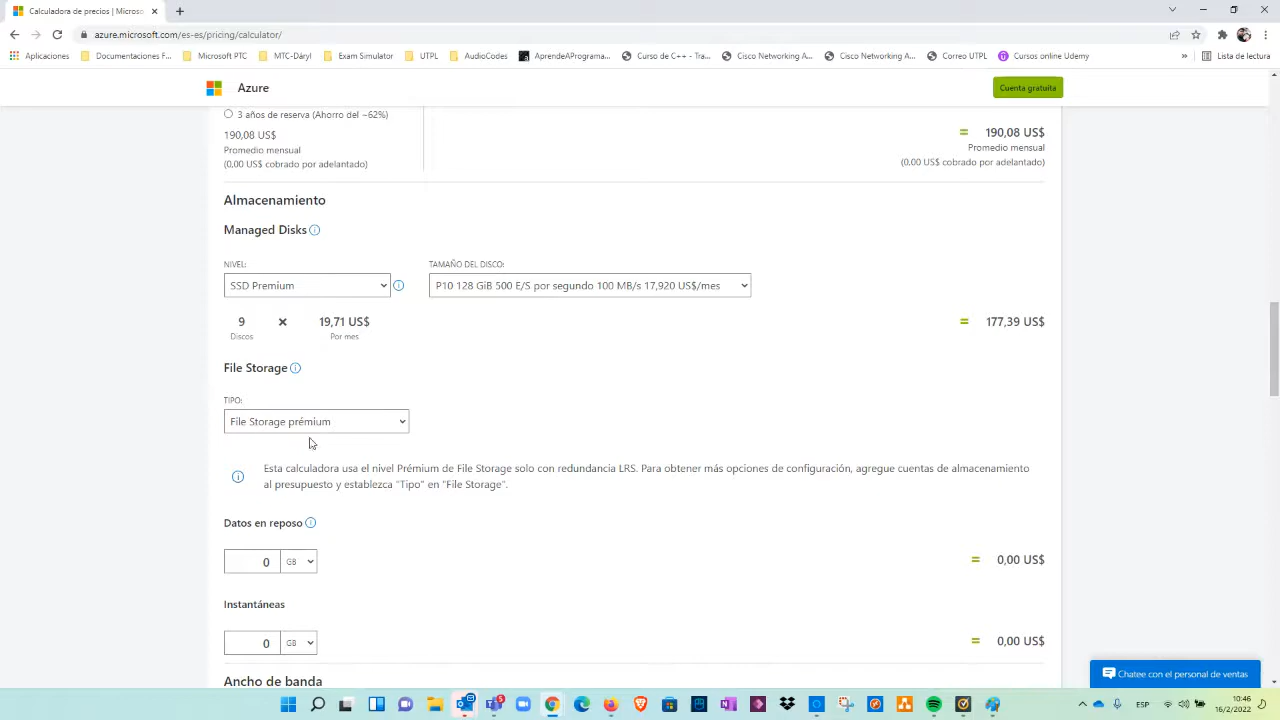 Calculadora de precios | Microso
azure.microsoft.com/es-es/pricing/calculator/
Aplicaciones
Documentaciones F...
Microsoft PTC
MTC-Dáryl
Exam Simulator
UTPL
AudioCodes
AprendeAPrograma...
Curso de C++ - Tra...
Cisco Networking A...
Cisco Networking A...
Correo UTPL
Cursos online Udemy
»
Lista de lectura
Azure
Cuenta gratuita
3 años de reserva (Ahorro del ~62%)
190,08 US$
Promedio mensual
(0,00 US$ cobrado por adelantado)
= 190,08 US$
Promedio mensual
(0,00 US$ cobrado por adelantado)
Almacenamiento
Managed Disks
NIVEL:
TAMAÑO DEL DISCO:
SSD Premium
P10 128 GiB 500 E/S por segundo 100 MB/s 17,920 US$/mes
9 × 19,71 US$ = 177,39 US$
Discos Por mes
File Storage
TIPO:
File Storage prémium
Esta calculadora usa el nivel Prémium de File Storage solo con redundancia LRS. Para obtener más opciones de configuración, agregue cuentas de almacenamiento
al presupuesto y establezca "Tipo" en "File Storage".
Datos en reposo
0 GB = 0,00 US$
Instantáneas
0 GB = 0,00 US$
Ancho de banda
Chatee con el personal de ventas
ESP
10:46
16/2/2022